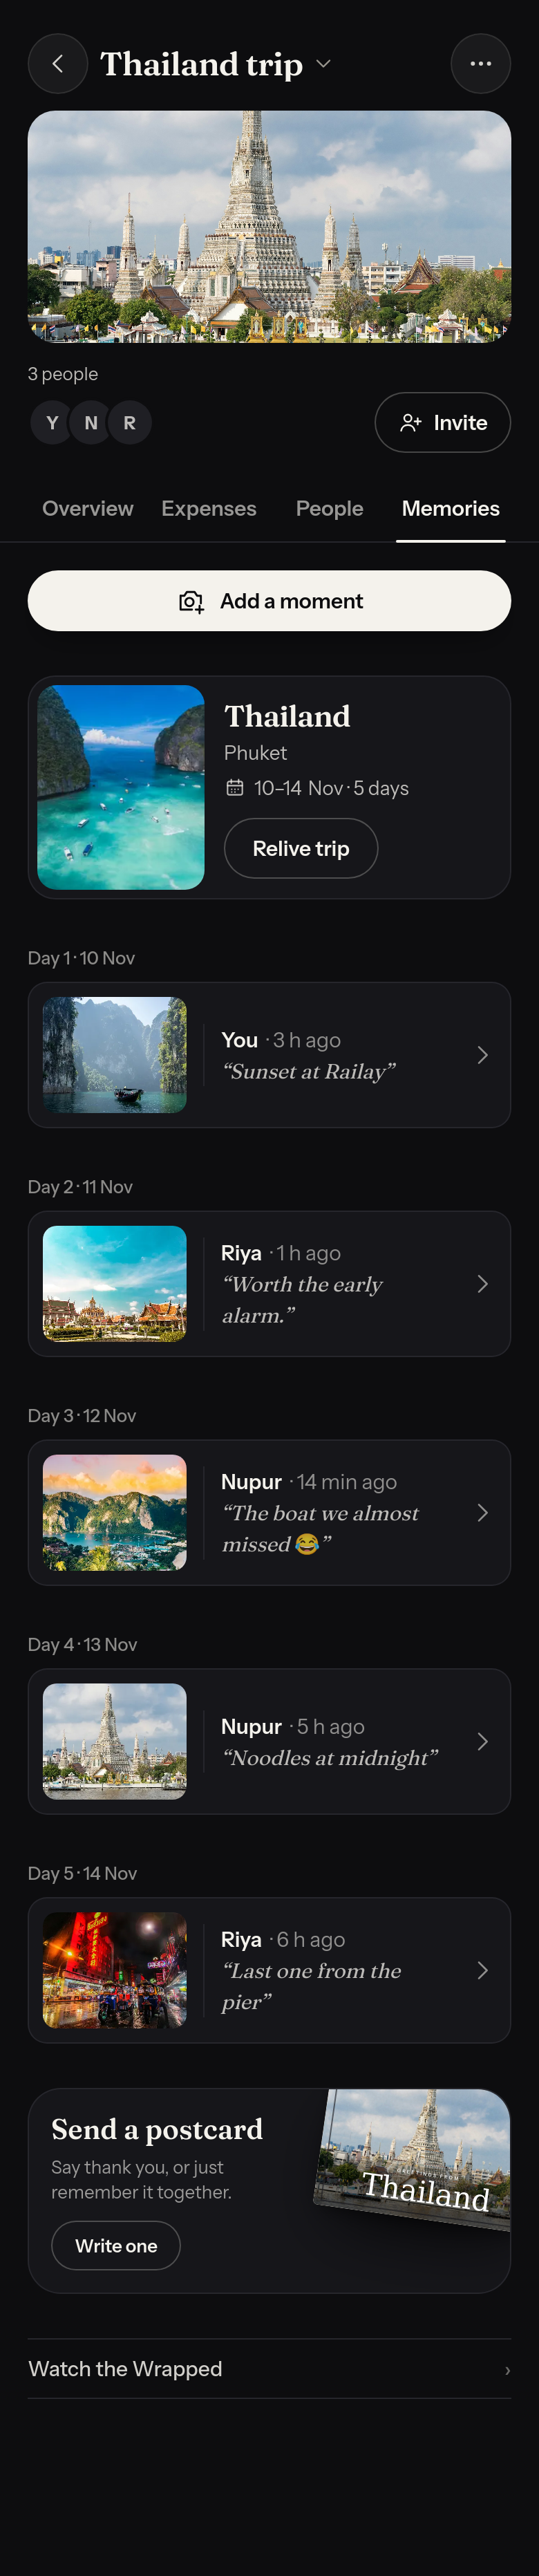 Thailand trip
3 people
Y N R
Invite
Overview Expenses People Memories
Add a moment
Thailand
Phuket
10–14 Nov · 5 days
Relive trip
Day 1 · 10 Nov
You · 3 h ago
“Sunset at Railay”
Day 2 · 11 Nov
Riya · 1 h ago
“Worth the early
alarm.”
Day 3 · 12 Nov
Nupur · 14 min ago
“The boat we almost
missed 😂”
Day 4 · 13 Nov
Nupur · 5 h ago
“Noodles at midnight”
Day 5 · 14 Nov
Riya · 6 h ago
“Last one from the
pier”
Send a postcard
Say thank you, or just
remember it together.
Write one
Thailand
Watch the Wrapped